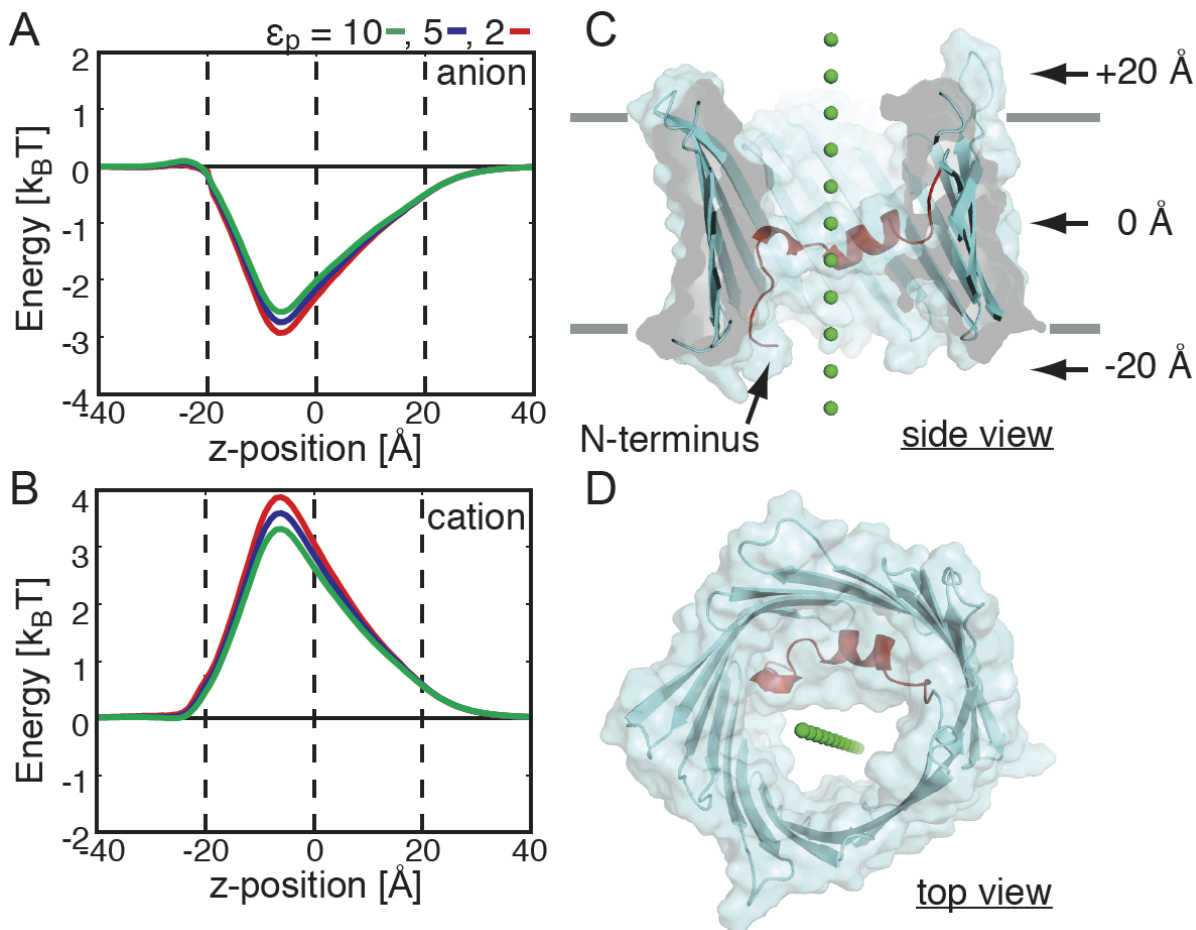 A
εp = 10 , 5 , 2
anion
Energy [kBT]
2
1
0
-1
-2
-3
-4
-40 -20 0 20 40
z-position [Å]
B
cation
Energy [kBT]
4
3
2
1
0
-1
-2
-40 -20 0 20 40
z-position [Å]
C
+20 Å
0 Å
-20 Å
N-terminus
side view
D
top view